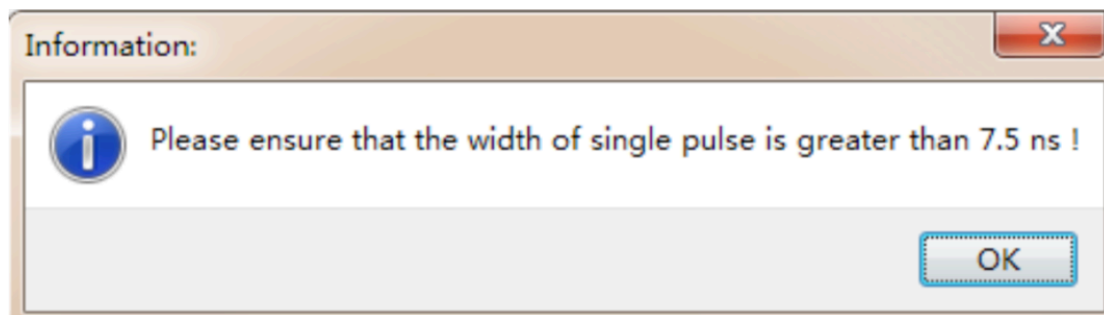 Information:
Please ensure that the width of single pulse is greater than 7.5 ns !
OK